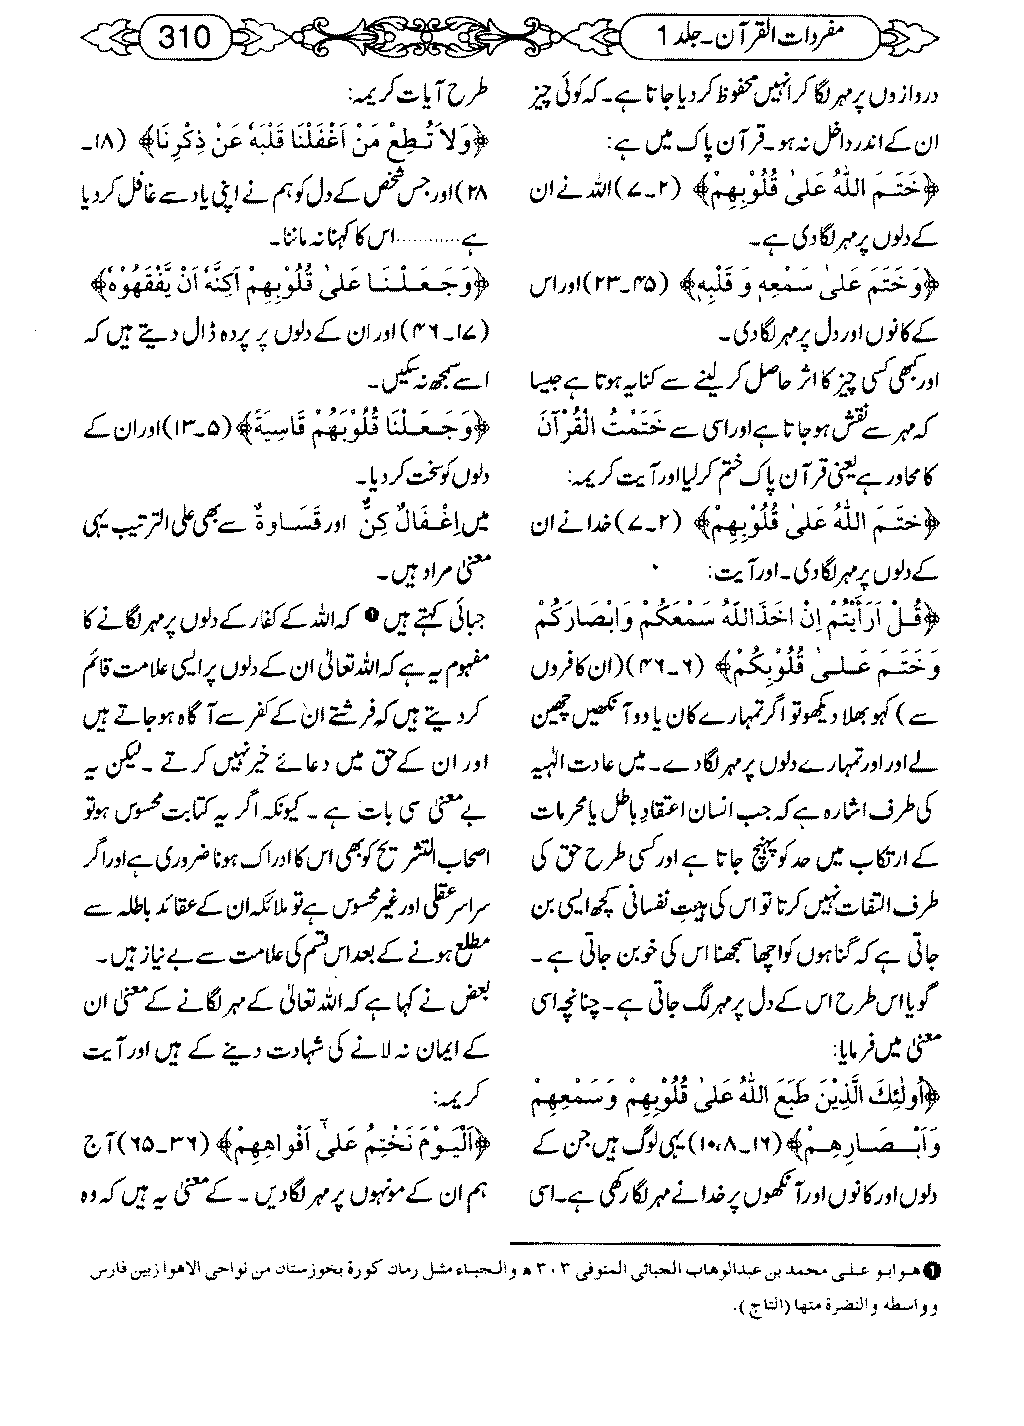 مفردات القرآن۔جلد 1
310
دروازوں پر مہر لگا کر انہیں محفوظ کر دیا جاتا ہے۔ کہ کوئی چیز
ان کے اندر داخل نہ ہو۔ قرآن پاک میں ہے:
﴿خَتَمَ اللّٰهُ عَلیٰ قُلُوْبِهِمْ﴾ (۲۔۷) اللہ نے ان
کے دلوں پر مہر لگا دی ہے۔
﴿وَخَتَمَ عَلیٰ سَمْعِهٖ وَ قَلْبِهٖ﴾ (۴۵۔۲۳) اور اس
کے کانوں اور دل پر مہر لگا دی۔
اور کبھی کسی چیز کا اثر حاصل کر لینے سے کنایہ ہوتا ہے جیسا
کہ مہر سے نقش ہو جاتا ہے اور اسی سے خَتَمْتُ الْقُرْآنَ
کا محاورہ ہے یعنی قرآن پاک ختم کر لیا اور آیت کریمہ:
﴿خَتَمَ اللّٰهُ عَلیٰ قُلُوْبِهِمْ﴾ (۲۔۷) خدا نے ان
کے دلوں پر مہر لگا دی۔ اور آیت:
﴿قُلْ اَرَأَیْتُمْ اِنْ اَخَذَ اللّٰهُ سَمْعَكُمْ وَاَبْصَارَكُمْ
وَ خَتَمَ عَلیٰ قُلُوْبِكُمْ﴾ (۶۔۴۶) (ان کافروں
سے) کہو بھلا دیکھو تو اگر تمہارے کان یا دو آنکھیں چھین
لے اور اور تمہارے دلوں پر مہر لگا دے۔ میں عادت الٰہیہ
کی طرف اشارہ ہے کہ جب انسان اعتقادِ باطل یا محرمات
کے ارتکاب میں حد کو پہنچ جاتا ہے اور کسی طرح حق کی
طرف التفات نہیں کرتا تو اس کی ہیئتِ نفسانی کچھ ایسی بن
جاتی ہے کہ گناہوں کو اچھا سمجھنا اس کی خو بن جاتی ہے۔
گویا اس طرح اس کے دل پر مہر لگ جاتی ہے۔ چنانچہ اسی
معنیٰ میں فرمایا:
﴿اُولٰئِكَ الَّذِیْنَ طَبَعَ اللّٰهُ عَلیٰ قُلُوْبِهِمْ وَسَمْعِهِمْ
وَاَبْصَارِهِمْ﴾ (۱۶۔۱۰۸) یہی لوگ ہیں جن کے
دلوں اور کانوں اور آنکھوں پر خدا نے مہر لگا رکھی ہے۔ اسی
طرح آیات کریمہ:
﴿وَلاَ تُطِعْ مَنْ اَغْفَلْنَا قَلْبَهٗ عَنْ ذِكْرِنَا﴾ (۱۸۔
۲۸) اور جس شخص کے دل کو ہم نے اپنی یاد سے غافل کر دیا
ہے............ اس کا کہنا نہ ماننا۔
﴿وَجَعَلْنَا عَلیٰ قُلُوْبِهِمْ اَكِنَّةً اَنْ یَّفْقَهُوْهُ﴾
(۱۷۔۴۶) اور ان کے دلوں پر پردہ ڈال دیتے ہیں کہ
اسے سمجھ نہ سکیں۔
﴿وَجَعَلْنَا قُلُوْبَهُمْ قَاسِیَةً﴾ (۵۔۱۳) اور ان کے
دلوں کو سخت کر دیا۔
میں اِغْفَالٌ كِنٌّ اور قَسَاوَةٌ سے بھی علی الترتیب یہی
معنیٰ مراد ہیں۔
جبائی کہتے ہیں ❶ کہ اللہ کے کفار کے دلوں پر مہر لگانے کا
مفہوم یہ ہے کہ اللہ تعالیٰ ان کے دلوں پر ایسی علامت قائم
کر دیتے ہیں کہ فرشتے ان کے کفر سے آگاہ ہو جاتے ہیں
اور ان کے حق میں دعائے خیر نہیں کرتے۔ لیکن یہ
بے معنیٰ سی بات ہے۔ کیونکہ اگر یہ کتابت محسوس ہو تو
اصحاب التشریح کو بھی اس کا ادراک ہونا ضروری ہے اور اگر
سراسر عقلی اور غیر محسوس ہے تو ملائکہ ان کے عقائد باطلہ سے
مطلع ہونے کے بعد اس قسم کی علامت سے بے نیاز ہیں۔
بعض نے کہا ہے کہ اللہ تعالیٰ کے مہر لگانے کے معنیٰ ان
کے ایمان نہ لانے کی شہادت دینے کے ہیں اور آیت
کریمہ:
﴿اَلْیَوْمَ نَخْتِمُ عَلیٰٓ اَفْوَاهِهِمْ﴾ (۳۶۔۶۵) آج
ہم ان کے مونہوں پر مہر لگا دیں۔ کے معنیٰ یہ ہیں کہ وہ
❶ هو ابو علی محمد بن عبدالوهاب الجبائی المتوفی ۳۰۳ ھ والجباء مثل رمان كورة بخوزستان من نواحی الاهواز بین فارس
و واسطه والنضرة منها (التاج).